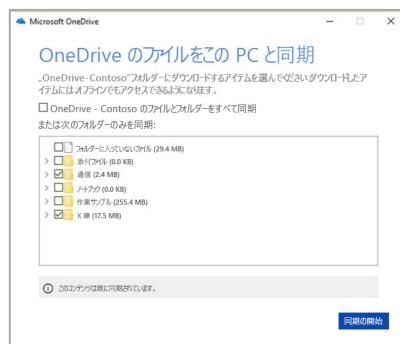 Microsoft OneDrive
OneDrive のファイルをこの PC と同期
„OneDrive-Contoso"フォルダーにダウンロードするアイテムを選んでください.ダウンロードしたア
イテムには オフラインでもアクセスできるようになります。
OneDrive - Contoso のファイルとフォルダーをすべて同期
または次のフォルダーのみを同期:
フォルダーに入っていないファイル (29.4 MB)
添付ファイル (0.0 KB)
通信 (2.4 MB)
ノートブック (0.0 KB)
作業サンプル (255.4 MB)
X 線 (17.5 MB)
このコンテンツは既に同期されています。
同期の開始